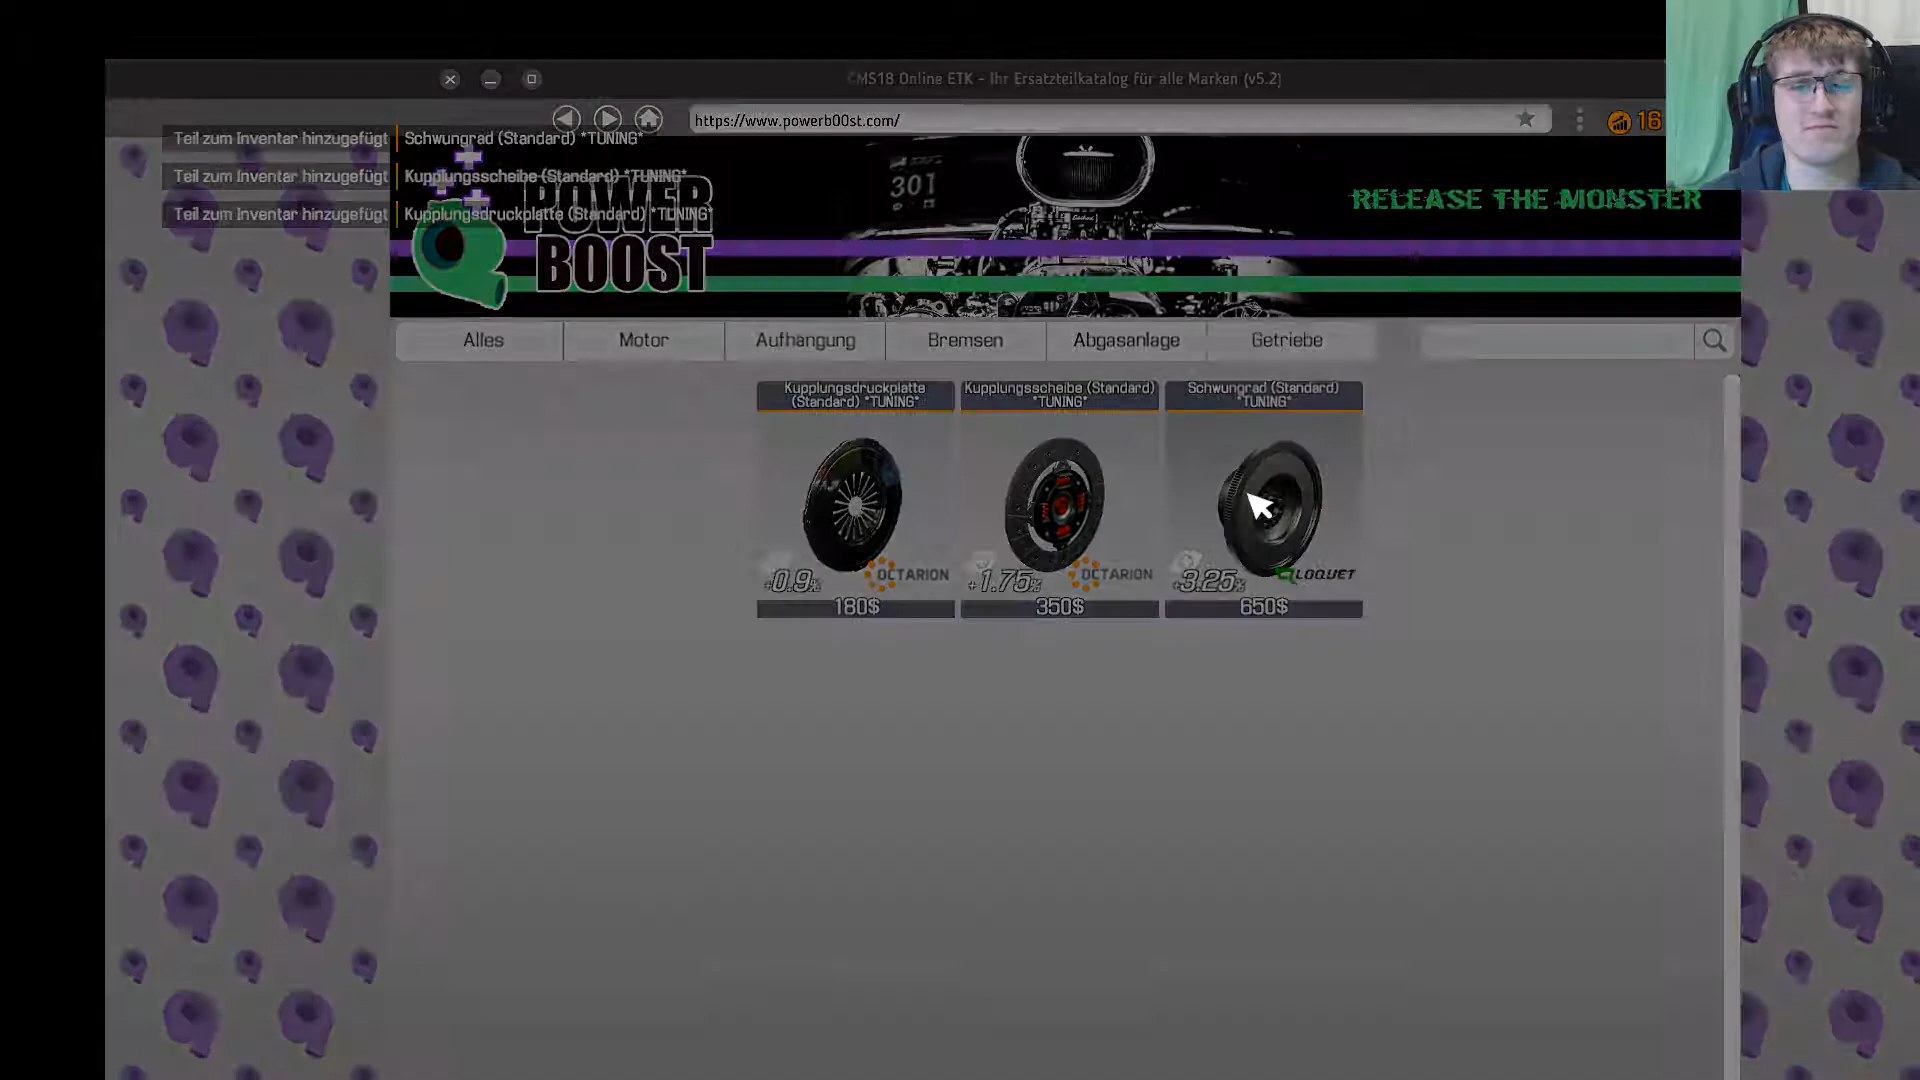 CMS18 Online ETK - Ihr Ersatzteilkatalog für alle Marken (v5.2)
https://www.powerb00st.com/
16
Teil zum Inventar hinzugefügt
Schwungrad (Standard) *TUNING*
Teil zum Inventar hinzugefügt
Kupplungsscheibe (Standard) *TUNING*
Teil zum Inventar hinzugefügt
Kupplungsdruckplatte (Standard) *TUNING*
POWER
BOOST
301
RELEASE THE MONSTER
Alles
Motor
Aufhängung
Bremsen
Abgasanlage
Getriebe
Kupplungsdruckplatte
(Standard) *TUNING*
+0.9%
OCTARION
180$
Kupplungsscheibe (Standard)
*TUNING*
+1.75%
OCTARION
350$
Schwungrad (Standard)
*TUNING*
+3.25%
LOQUET
650$